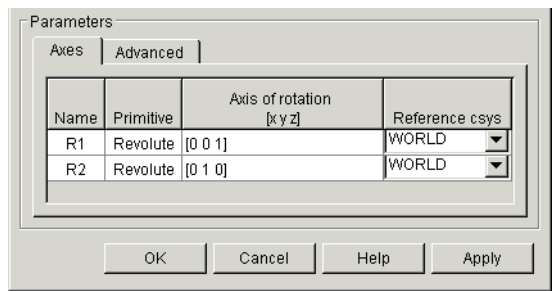 Parameters
Axes Advanced
Axis of rotation
Name Primitive [x y z] Reference csys
R1 Revolute [0 0 1] WORLD
R2 Revolute [0 1 0] WORLD
OK Cancel Help Apply